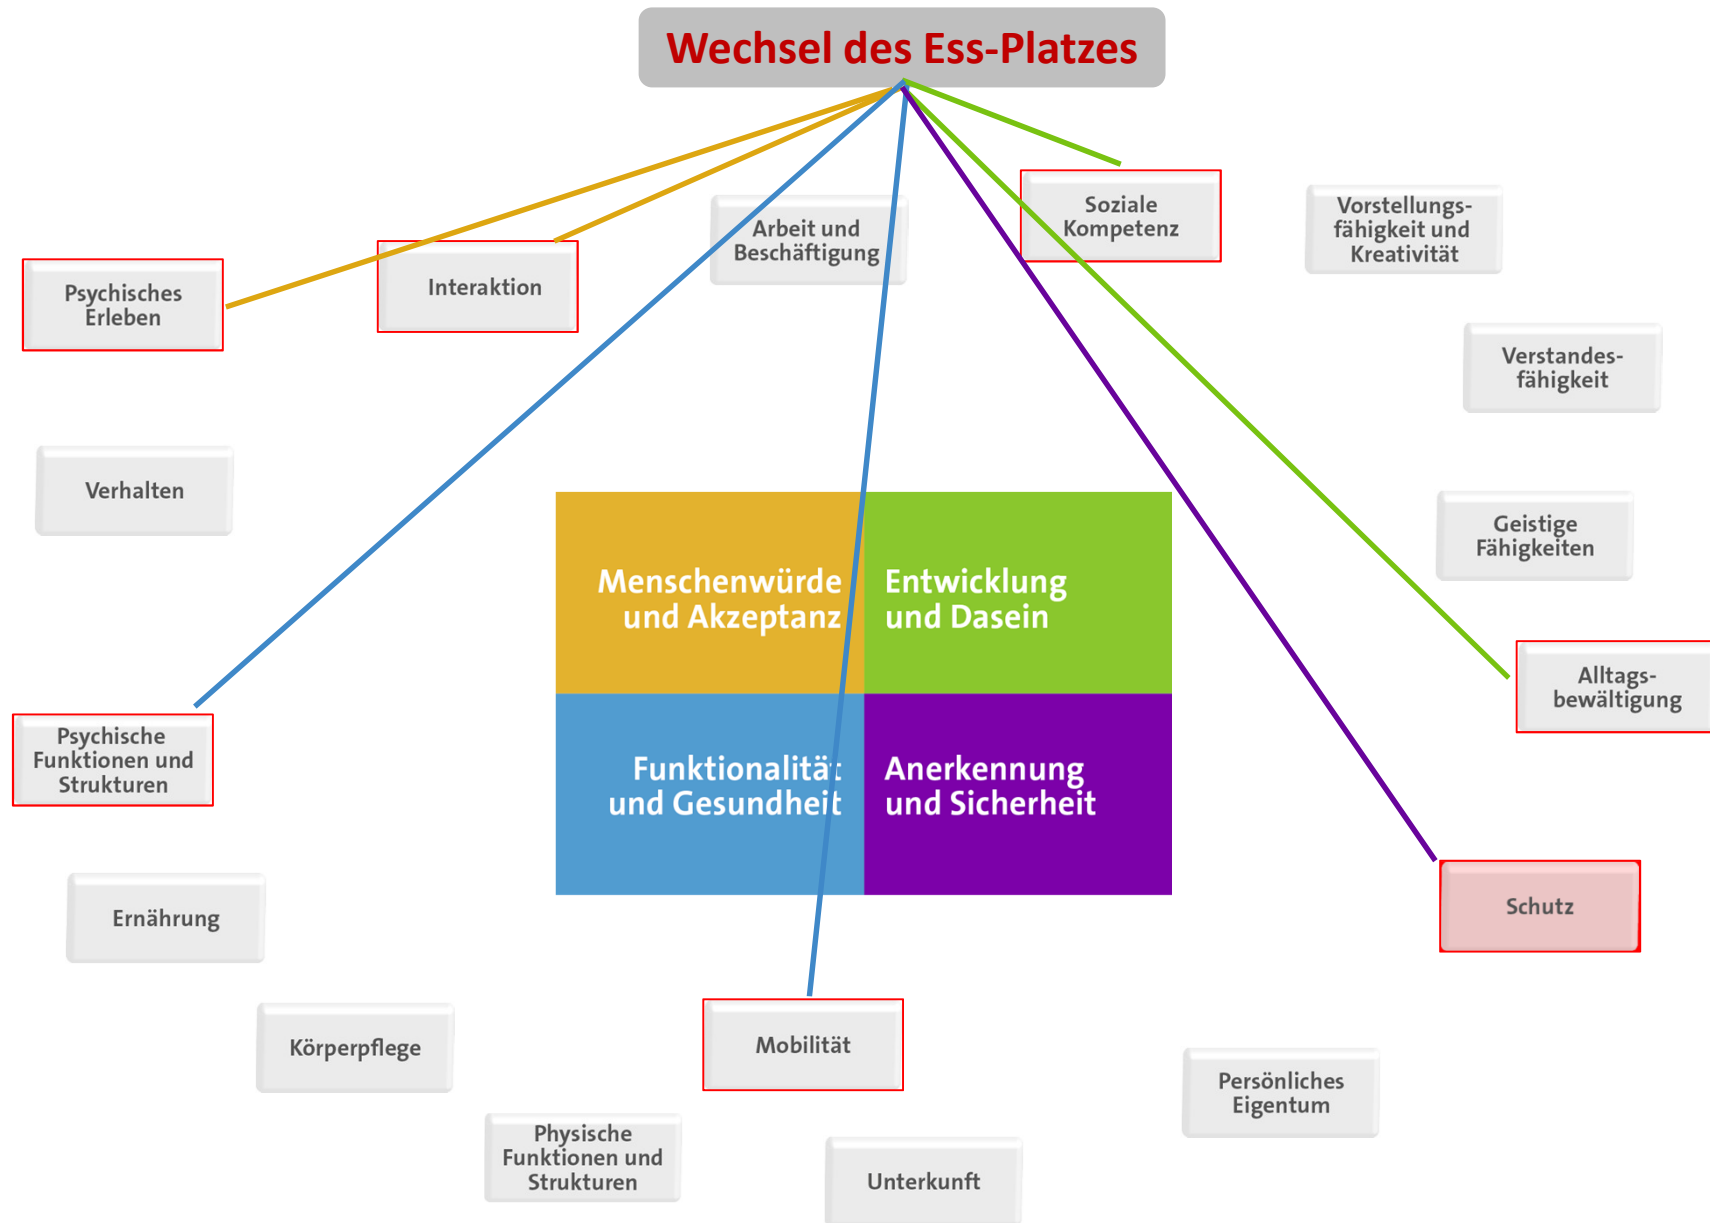 Wechsel des Ess-Platzes
Arbeit und
Beschäftigung
Soziale
Kompetenz
Vorstellungs-
fähigkeit und
Kreativität
Interaktion
Psychisches
Erleben
Verstandes-
fähigkeit
Verhalten
Geistige
Fähigkeiten
Menschenwürde
und Akzeptanz
Entwicklung
und Dasein
Alltags-
bewältigung
Psychische
Funktionen und
Strukturen
Funktionalität
und Gesundheit
Anerkennung
und Sicherheit
Schutz
Ernährung
Körperpflege
Mobilität
Persönliches
Eigentum
Physische
Funktionen und
Strukturen
Unterkunft